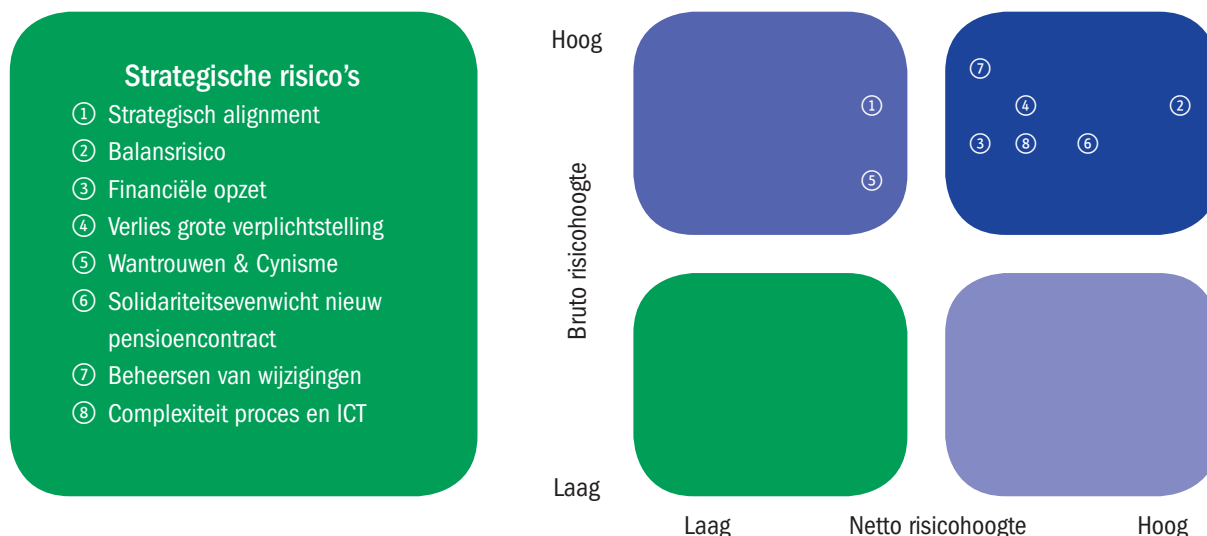 Strategische risico's
① Strategisch alignment
② Balansrisico
③ Financiële opzet
④ Verlies grote verplichtstelling
⑤ Wantrouwen & Cynisme
⑥ Solidariteitsevenwicht nieuw
pensioencontract
⑦ Beheersen van wijzigingen
⑧ Complexiteit proces en ICT
Hoog
Bruto risicohoogte
Laag
⑦
① ④ ②
③ ⑧ ⑥
⑤
Laag Netto risicohoogte Hoog